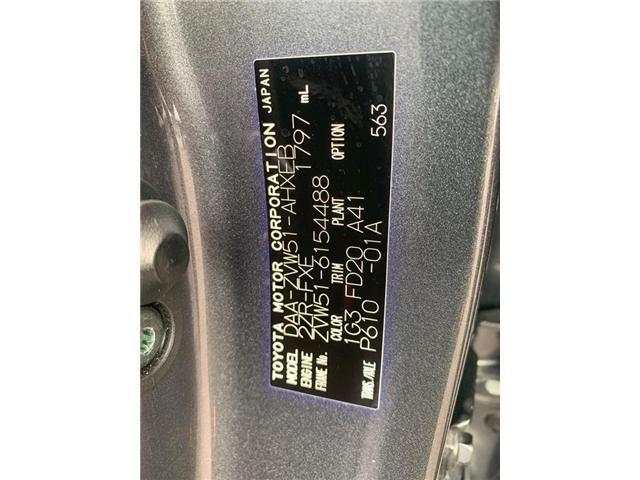 TOYOTA MOTOR CORPORATION JAPAN
MODEL DAA-ZVW51-AHXEB
ENGINE 2ZR-FXE 1797 mL
FRAME No. ZVW51-6154488
COLOR TRIM PLANT OPTION
1G3 FD20 A41
TRANS/AXLE P610 -01A 563